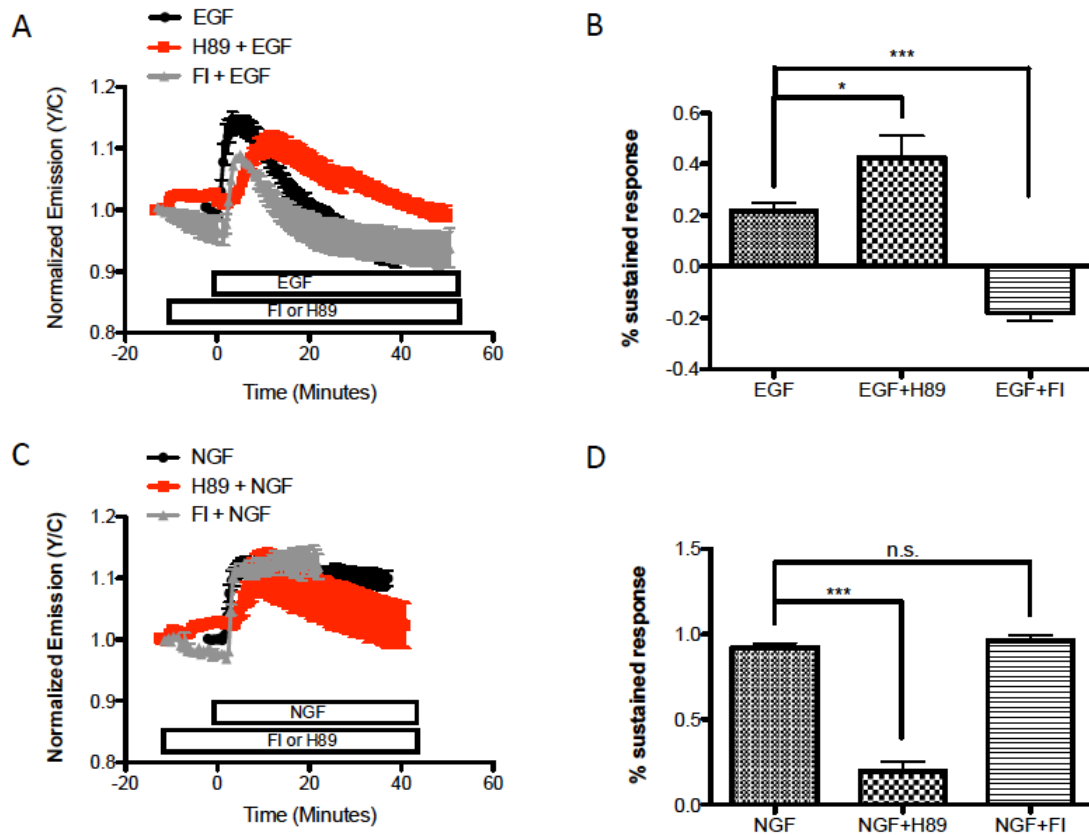 A
EGF
H89 + EGF
FI + EGF
Normalized Emission (Y/C)
1.2
1.1
1.0
0.9
0.8
EGF
FI or H89
-20
0
20
40
60
Time (Minutes)
B
***
*
% sustained response
0.6
0.4
0.2
0.0
-0.2
-0.4
EGF
EGF+H89
EGF+FI
C
NGF
H89 + NGF
FI + NGF
Normalized Emission (Y/C)
1.2
1.1
1.0
0.9
0.8
NGF
FI or H89
-20
0
20
40
60
Time (Minutes)
D
n.s.
***
% sustained response
1.5
1.0
0.5
0.0
NGF
NGF+H89
NGF+FI